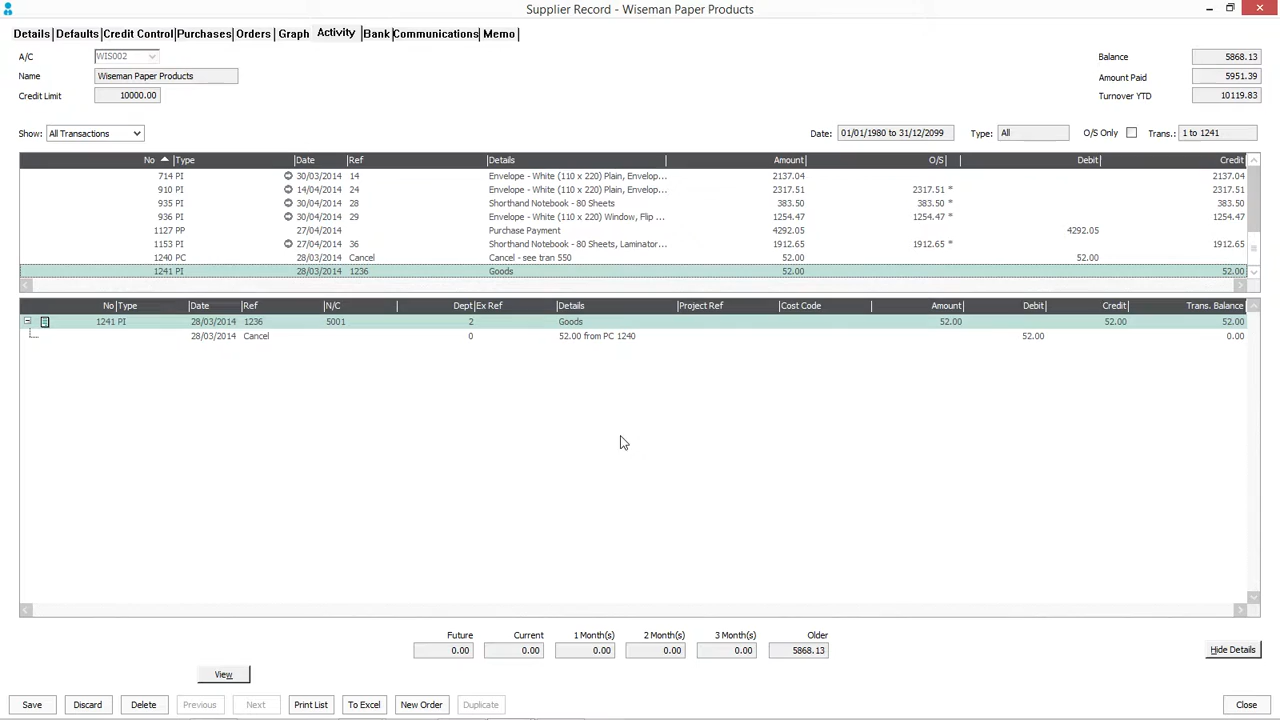 Supplier Record - Wiseman Paper Products
Details Defaults Credit Control Purchases Orders Graph Activity Bank Communications Memo
A/C WIS002 Balance 5868.13
Name Wiseman Paper Products Amount Paid 5951.39
Credit Limit 10000.00 Turnover YTD 10119.83
Show: All Transactions Date: 01/01/1980 to 31/12/2099 Type: All O/S Only Trans.: 1 to 1241
No Type Date Ref Details Amount O/S Debit Credit
714 PI 30/03/2014 14 Envelope - White (110 x 220) Plain, Envelop... 2137.04 2137.04
910 PI 14/04/2014 24 Envelope - White (110 x 220) Plain, Envelop... 2317.51 2317.51 * 2317.51
935 PI 30/04/2014 28 Shorthand Notebook - 80 Sheets 383.50 383.50 * 383.50
936 PI 30/04/2014 29 Envelope - White (110 x 220) Window, Flip ... 1254.47 1254.47 * 1254.47
1127 PP 27/04/2014 Purchase Payment 4292.05 4292.05
1153 PI 27/04/2014 36 Shorthand Notebook - 80 Sheets, Laminator... 1912.65 1912.65 * 1912.65
1240 PC 28/03/2014 Cancel Cancel - see tran 550 52.00 52.00
1241 PI 28/03/2014 1236 Goods 52.00 52.00
No Type Date Ref N/C Dept Ex Ref Details Project Ref Cost Code Amount Debit Credit Trans. Balance
1241 PI 28/03/2014 1236 5001 2 Goods 52.00 52.00 52.00
28/03/2014 Cancel 0 52.00 from PC 1240 52.00 0.00
Future Current 1 Month(s) 2 Month(s) 3 Month(s) Older
0.00 0.00 0.00 0.00 0.00 5868.13 Hide Details
View
Save Discard Delete Previous Next Print List To Excel New Order Duplicate Close